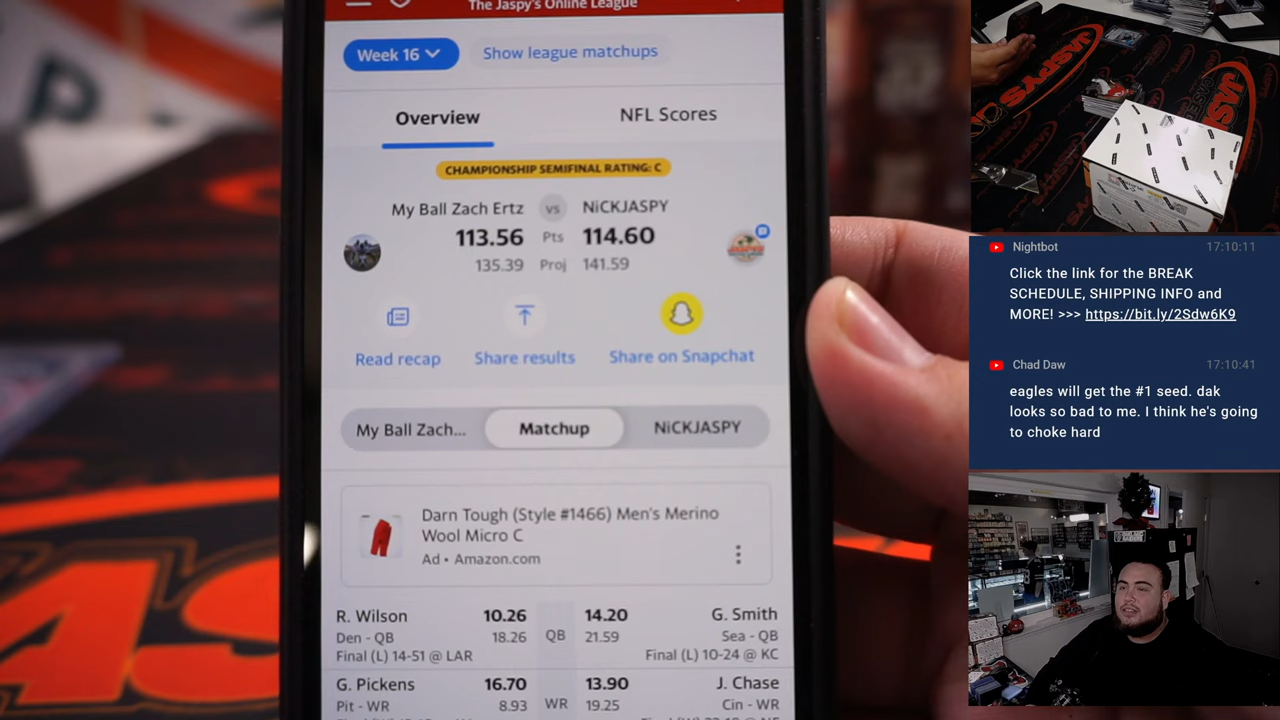 The Jaspy's Online League
Week 16
Show league matchups
Overview
NFL Scores
CHAMPIONSHIP SEMIFINAL RATING: C
My Ball Zach Ertz vs NiCKJASPY
113.56 Pts 114.60
135.39 Proj 141.59
Read recap
Share results
Share on Snapchat
My Ball Zach...
Matchup
NiCKJASPY
Darn Tough (Style #1466) Men's Merino
Wool Micro C
Ad • Amazon.com
R. Wilson 10.26 QB 14.20 G. Smith
Den - QB 18.26 21.59 Sea - QB
Final (L) 14-51 @ LAR Final (L) 10-24 @ KC
G. Pickens 16.70 WR 13.90 J. Chase
Pit - WR 8.93 19.25 Cin - WR
JASPYS
Nightbot 17:10:11
Click the link for the BREAK
SCHEDULE, SHIPPING INFO and
MORE! >>> https://bit.ly/2Sdw6K9
Chad Daw 17:10:41
eagles will get the #1 seed. dak
looks so bad to me. I think he's going
to choke hard